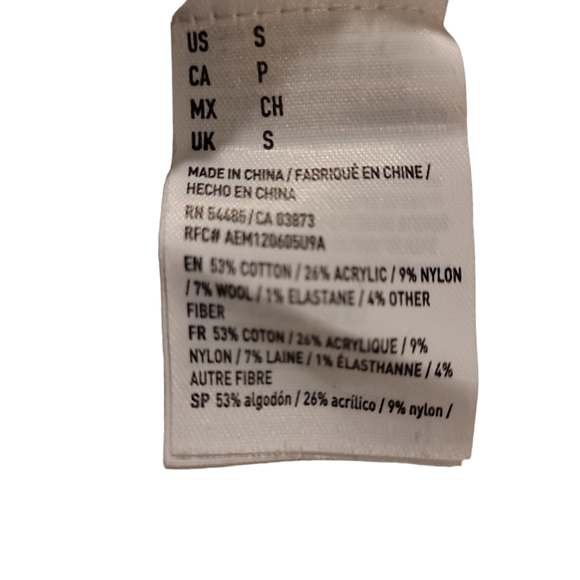 US S
CA P
MX CH
UK S
MADE IN CHINA / FABRIQUÉ EN CHINE /
HECHO EN CHINA
RN 54485/CA 03873
RFC# AEM120605U9A
EN 53% COTTON / 26% ACRYLIC / 9% NYLON
/ 7% WOOL / 1% ELASTANE / 4% OTHER
FIBER
FR 53% COTON / 26% ACRYLIQUE / 9%
NYLON / 7% LAINE / 1% ÉLASTHANNE / 4%
AUTRE FIBRE
SP 53% algodón / 26% acrílico / 9% nylon /